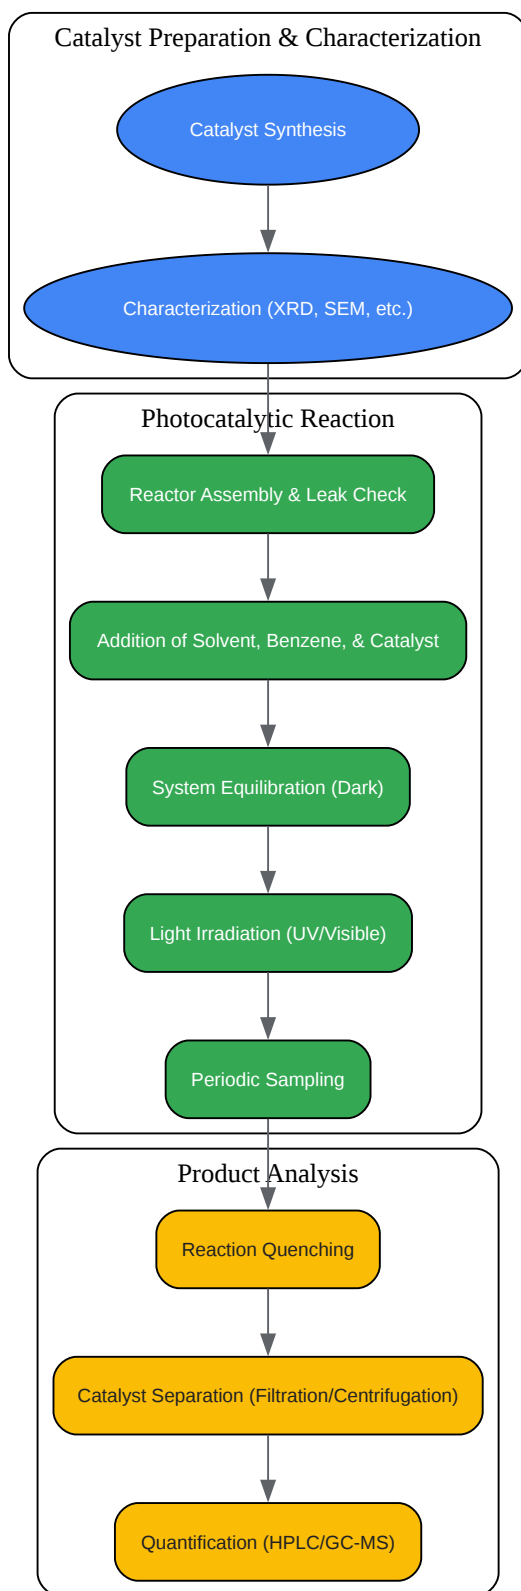 Catalyst Preparation & Characterization
Catalyst Synthesis
Characterization (XRD, SEM, etc.)
Photocatalytic Reaction
Reactor Assembly & Leak Check
Addition of Solvent, Benzene, & Catalyst
System Equilibration (Dark)
Light Irradiation (UV/Visible)
Periodic Sampling
Product Analysis
Reaction Quenching
Catalyst Separation (Filtration/Centrifugation)
Quantification (HPLC/GC-MS)